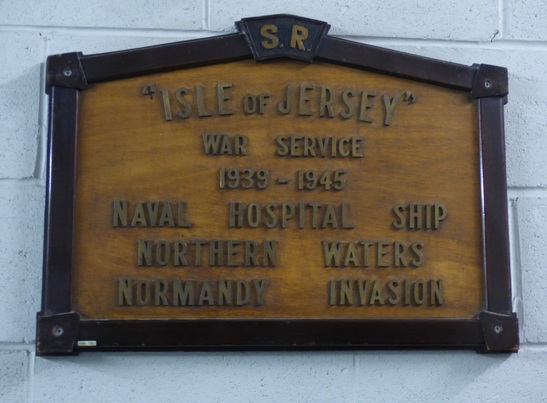 S. R.
"ISLE OF JERSEY"
WAR SERVICE
1939 - 1945
NAVAL HOSPITAL SHIP
NORTHERN WATERS
NORMANDY INVASION